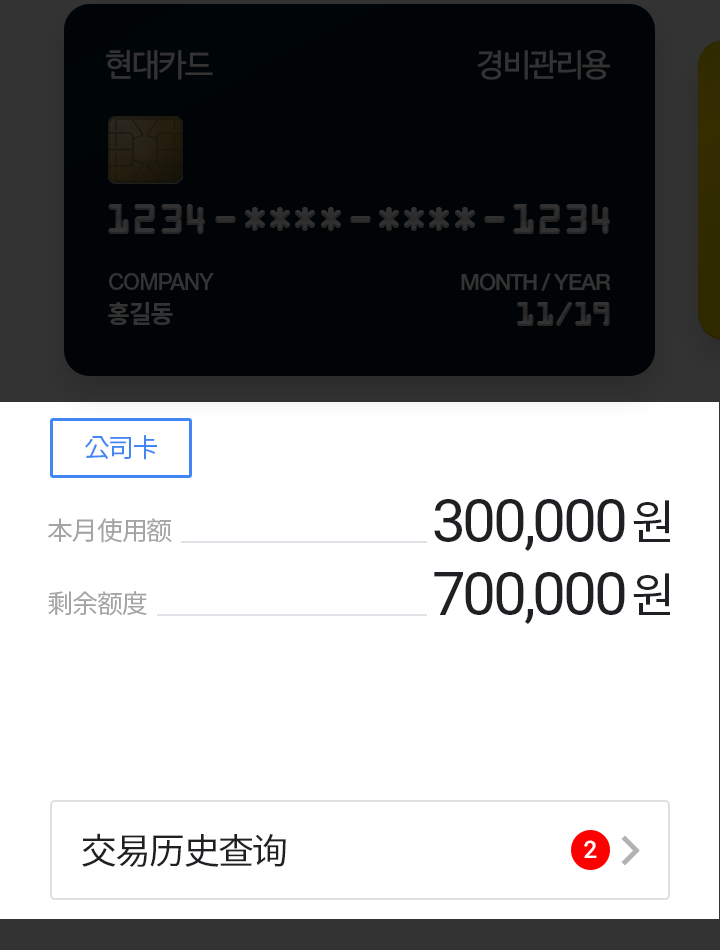 현대카드 경비관리용
1234-****-****-1234
COMPANY MONTH / YEAR
홍길동 11/19
公司卡
本月使用额 300,000 원
剩余额度 700,000 원
交易历史查询 2